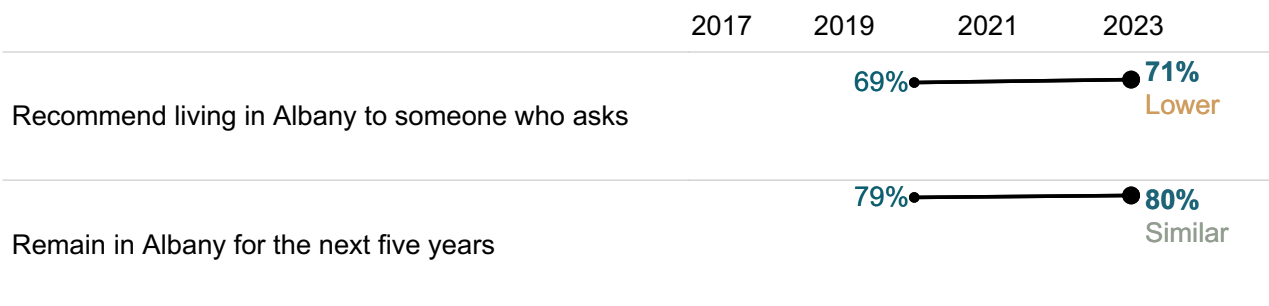 2017 2019 2021 2023
69% 71%
Lower
Recommend living in Albany to someone who asks
79% 80%
Similar
Remain in Albany for the next five years